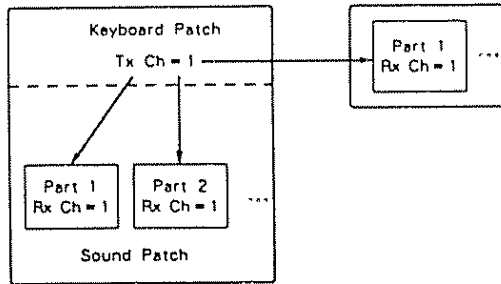 Keyboard Patch
Tx Ch = 1
Part 1
Rx Ch = 1
...
Part 1
Rx Ch = 1
Part 2
Rx Ch = 1
...
Sound Patch